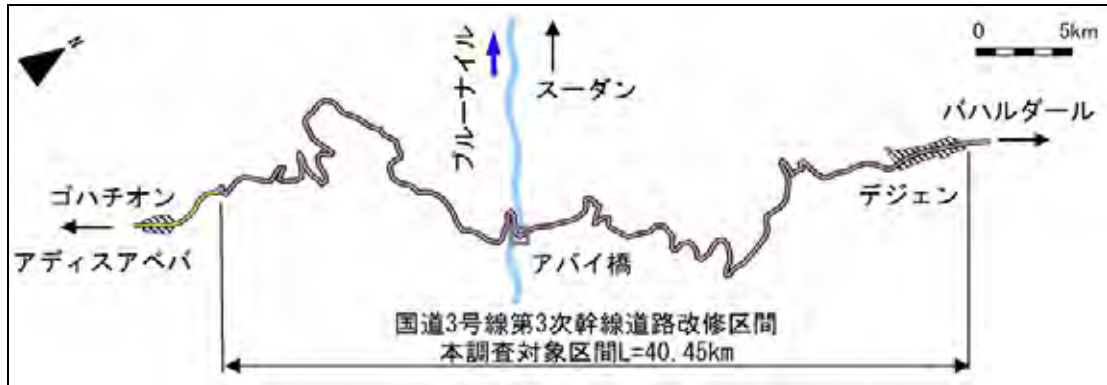 N
0 5km
ブルーナイル
スーダン
バハルダール
ゴハチオン
デジェン
アディスアベバ
アバイ橋
国道3号線第3次幹線道路改修区間
本調査対象区間L=40.45km